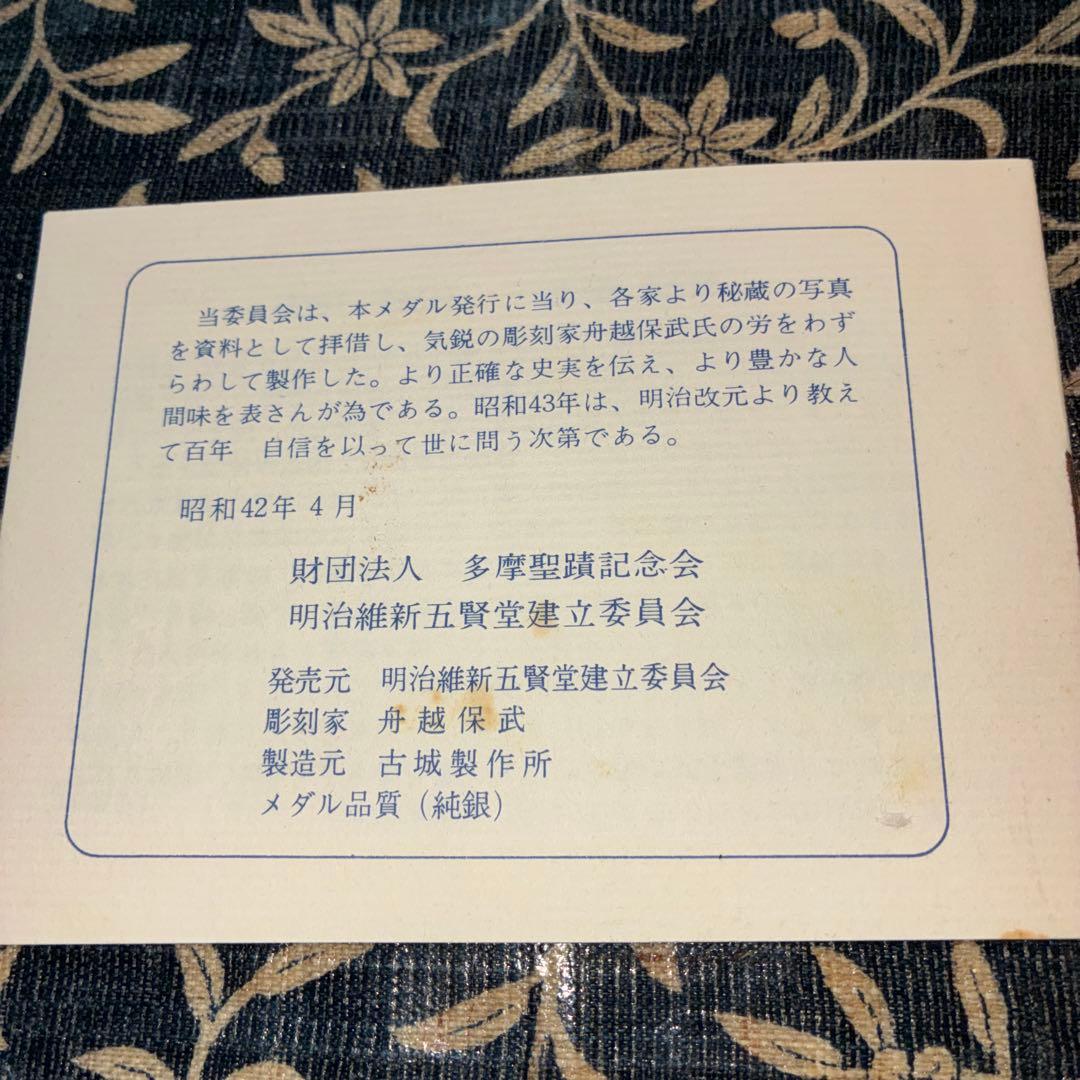 当委員会は、本メダル発行に当り、各家より秘蔵の写真
を資料として拝借し、気鋭の彫刻家舟越保武氏の労をわず
らわして製作した。より正確な史実を伝え、より豊かな人
間味を表さんが為である。昭和43年は、明治改元より教え
て百年 自信を以って世に問う次第である。
昭和42年 4 月
財団法人 多摩聖蹟記念会
明治維新五賢堂建立委員会
発売元 明治維新五賢堂建立委員会
彫刻家 舟越保武
製造元 古城製作所
メダル品質（純銀）